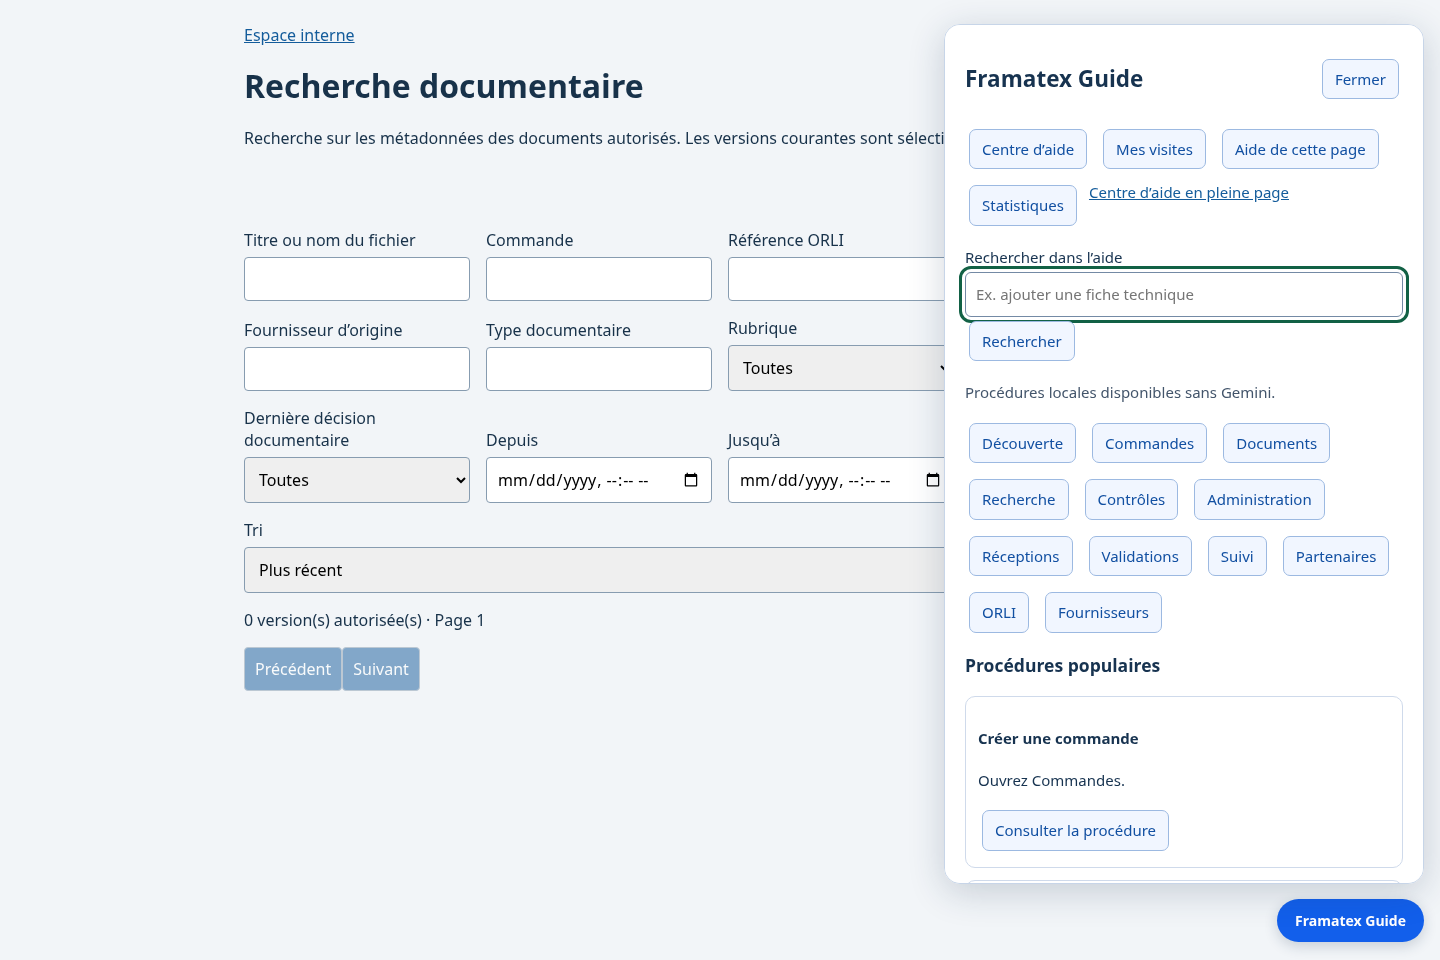 Espace interne
Recherche documentaire
Recherche sur les métadonnées des documents autorisés. Les versions courantes sont sélecti
Titre ou nom du fichier
Commande
Référence ORLI
Fournisseur d’origine
Type documentaire
Rubrique
Toutes
Dernière décision
documentaire
Depuis
Jusqu’à
Toutes
mm/dd/yyyy, --:-- --
mm/dd/yyyy, --:-- --
Tri
Plus récent
0 version(s) autorisée(s) · Page 1
Précédent
Suivant
Framatex Guide
Fermer
Centre d’aide
Mes visites
Aide de cette page
Statistiques
Centre d’aide en pleine page
Rechercher dans l’aide
Ex. ajouter une fiche technique
Rechercher
Procédures locales disponibles sans Gemini.
Découverte
Commandes
Documents
Recherche
Contrôles
Administration
Réceptions
Validations
Suivi
Partenaires
ORLI
Fournisseurs
Procédures populaires
Créer une commande
Ouvrez Commandes.
Consulter la procédure
Framatex Guide